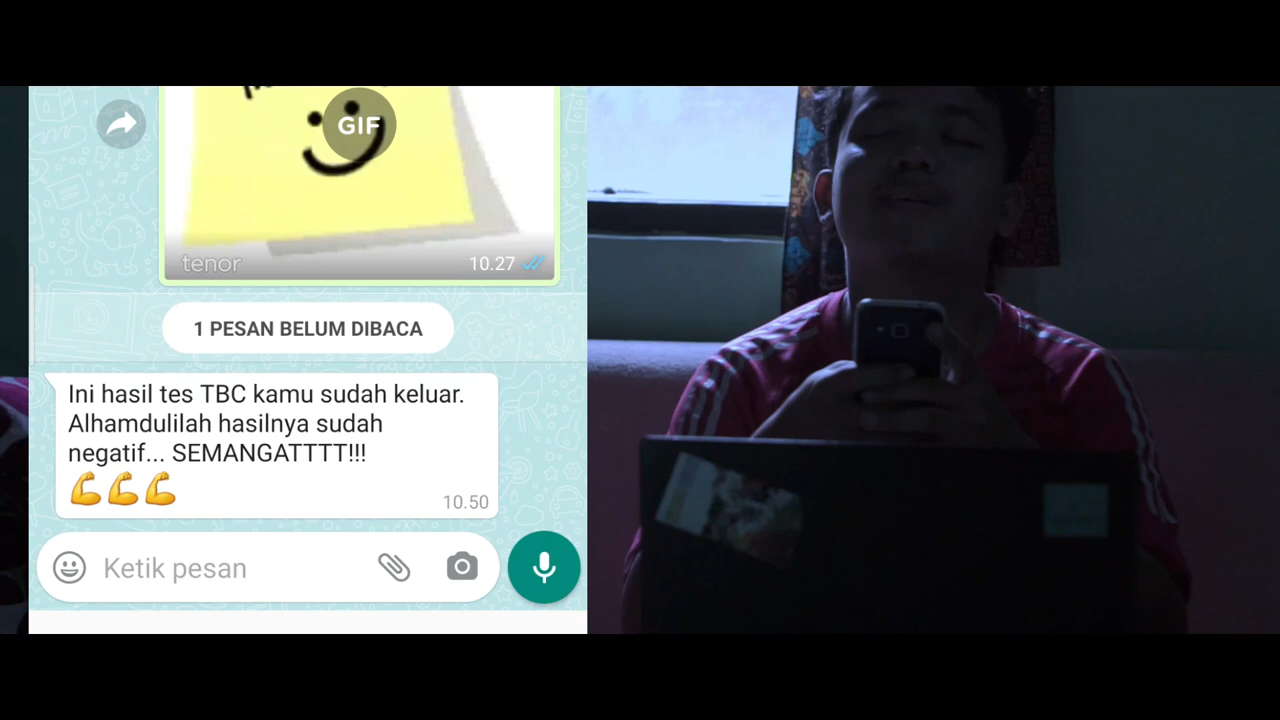 GIF
tenor
10.27
1 PESAN BELUM DIBACA
Ini hasil tes TBC kamu sudah keluar.
Alhamdulilah hasilnya sudah
negatif... SEMANGATTTT!!!
💪💪💪
10.50
Ketik pesan